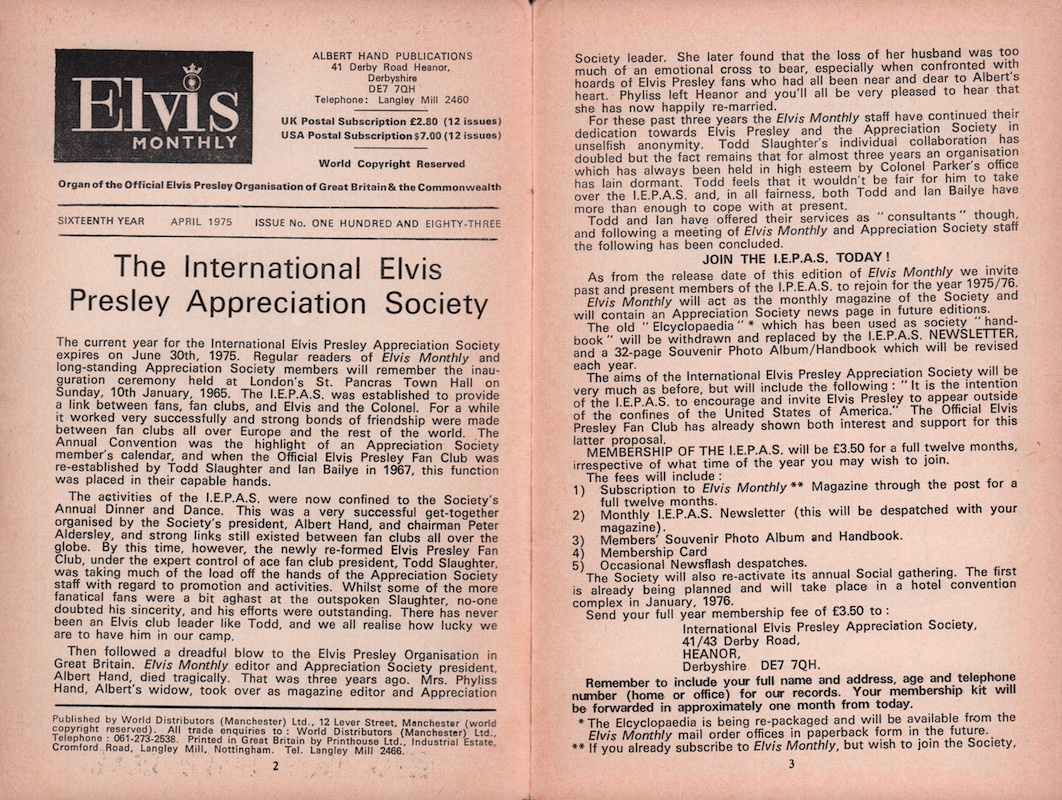 Elvis
MONTHLY
ALBERT HAND PUBLICATIONS
41 Derby Road Heanor,
Derbyshire
DE7 7QH
Telephone: Langley Mill 2460
UK Postal Subscription £2.80 (12 issues)
USA Postal Subscription $7.00 (12 issues)
World Copyright Reserved
Organ of the Official Elvis Presley Organisation of Great Britain & the Commonwealth
SIXTEENTH YEAR APRIL 1975 ISSUE No. ONE HUNDRED AND EIGHTY-THREE
The International Elvis
Presley Appreciation Society
The current year for the International Elvis Presley Appreciation Society
expires on June 30th, 1975. Regular readers of Elvis Monthly and
long-standing Appreciation Society members will remember the inau-
guration ceremony held at London's St. Pancras Town Hall on
Sunday, 10th January, 1965. The I.E.P.A.S. was established to provide
a link between fans, fan clubs, and Elvis and the Colonel. For a while
it worked very successfully and strong bonds of friendship were made
between fan clubs all over Europe and the rest of the world. The
Annual Convention was the highlight of an Appreciation Society
member's calendar, and when the Official Elvis Presley Fan Club was
re-established by Todd Slaughter and Ian Bailye in 1967, this function
was placed in their capable hands.
The activities of the I.E.P.A.S. were now confined to the Society's
Annual Dinner and Dance. This was a very successful get-together
organised by the Society's president, Albert Hand, and chairman Peter
Aldersley, and strong links still existed between fan clubs all over the
globe. By this time, however, the newly re-formed Elvis Presley Fan
Club, under the expert control of ace fan club president, Todd Slaughter,
was taking much of the load off the hands of the Appreciation Society
staff with regard to promotion and activities. Whilst some of the more
fanatical fans were a bit aghast at the outspoken Slaughter, no-one
doubted his sincerity, and his efforts were outstanding. There has never
been an Elvis club leader like Todd, and we all realise how lucky we
are to have him in our camp.
Then followed a dreadful blow to the Elvis Presley Organisation in
Great Britain. Elvis Monthly editor and Appreciation Society president,
Albert Hand, died tragically. That was three years ago. Mrs. Phyliss
Hand, Albert's widow, took over as magazine editor and Appreciation
Published by World Distributors (Manchester) Ltd., 12 Lever Street, Manchester (world
copyright reserved). All trade enquiries to : World Distributors (Manchester) Ltd.,
Telephone : 061-273-2538. Printed in Great Britain by Printhouse Ltd., Industrial Estate,
Cromford Road, Langley Mill, Nottingham. Tel. Langley Mill 2466.
2
Society leader. She later found that the loss of her husband was too
much of an emotional cross to bear, especially when confronted with
hoards of Elvis Presley fans who had all been near and dear to Albert's
heart. Phyliss left Heanor and you'll all be very pleased to hear that
she has now happily re-married.
For these past three years the Elvis Monthly staff have continued their
dedication towards Elvis Presley and the Appreciation Society in
unselfish anonymity. Todd Slaughter's individual collaboration has
doubled but the fact remains that for almost three years an organisation
which has always been held in high esteem by Colonel Parker's office
has lain dormant. Todd feels that it wouldn't be fair for him to take
over the I.E.P.A.S. and, in all fairness, both Todd and Ian Bailye have
more than enough to cope with at present.
Todd and Ian have offered their services as "consultants" though,
and following a meeting of Elvis Monthly and Appreciation Society staff
the following has been concluded.
JOIN THE I.E.P.A.S. TODAY !
As from the release date of this edition of Elvis Monthly we invite
past and present members of the I.P.E.A.S. to rejoin for the year 1975/76.
Elvis Monthly will act as the monthly magazine of the Society and
will contain an Appreciation Society news page in future editions.
The old "Elcyclopaedia" * which has been used as society "hand-
book" will be withdrawn and replaced by the I.E.P.A.S. NEWSLETTER,
and a 32-page Souvenir Photo Album/Handbook which will be revised
each year.
The aims of the International Elvis Presley Appreciation Society will be
very much as before, but will include the following : "It is the intention
of the I.E.P.A.S. to encourage and invite Elvis Presley to appear outside
of the confines of the United States of America." The Official Elvis
Presley Fan Club has already shown both interest and support for this
latter proposal.
MEMBERSHIP OF THE I.E.P.A.S. will be £3.50 for a full twelve months,
irrespective of what time of the year you may wish to join.
The fees will include :
1) Subscription to Elvis Monthly ** Magazine through the post for a
full twelve months.
2) Monthly I.E.P.A.S. Newsletter (this will be despatched with your
magazine).
3) Members' Souvenir Photo Album and Handbook.
4) Membership Card
5) Occasional Newsflash despatches.
The Society will also re-activate its annual Social gathering. The first
is already being planned and will take place in a hotel convention
complex in January, 1976.
Send your full year membership fee of £3.50 to :
International Elvis Presley Appreciation Society,
41/43 Derby Road,
HEANOR,
Derbyshire DE7 7QH.
Remember to include your full name and address, age and telephone
number (home or office) for our records. Your membership kit will
be forwarded in approximately one month from today.
* The Elcyclopaedia is being re-packaged and will be available from the
Elvis Monthly mail order offices in paperback form in the future.
** If you already subscribe to Elvis Monthly, but wish to join the Society,
3